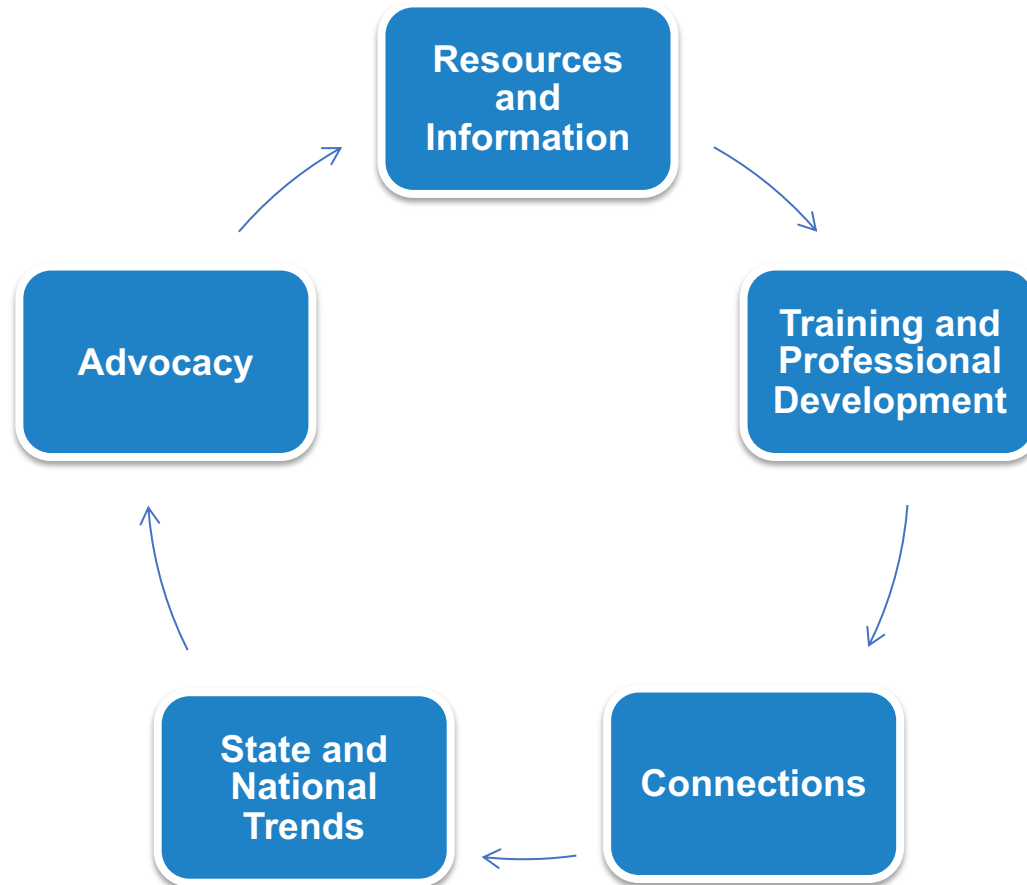 Resources
and
Information
Training and
Professional
Development
Connections
State and
National
Trends
Advocacy